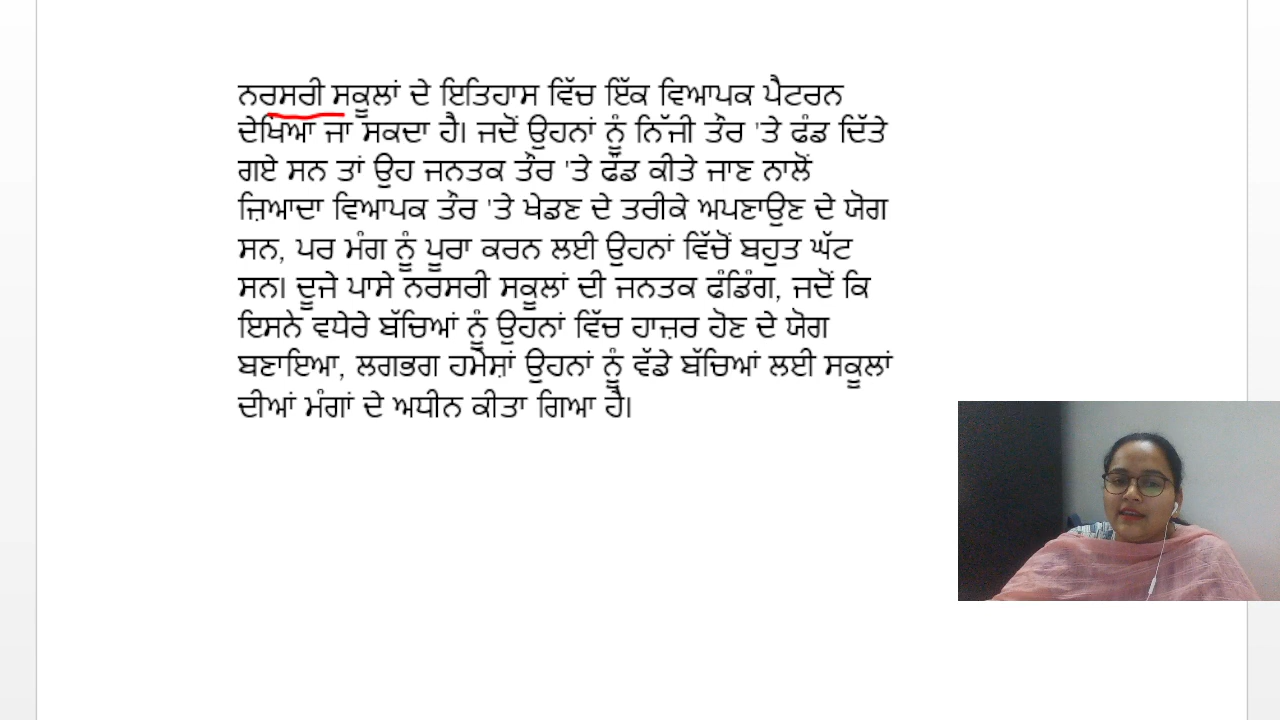 ਨਰਸਰੀ ਸਕੂਲਾਂ ਦੇ ਇਤਿਹਾਸ ਵਿੱਚ ਇੱਕ ਵਿਆਪਕ ਪੈਟਰਨ
ਦੇਖਿਆ ਜਾ ਸਕਦਾ ਹੈ। ਜਦੋਂ ਉਹਨਾਂ ਨੂੰ ਨਿੱਜੀ ਤੌਰ 'ਤੇ ਫੰਡ ਦਿੱਤੇ
ਗਏ ਸਨ ਤਾਂ ਉਹ ਜਨਤਕ ਤੌਰ 'ਤੇ ਫੰਡ ਕੀਤੇ ਜਾਣ ਨਾਲੋਂ
ਜ਼ਿਆਦਾ ਵਿਆਪਕ ਤੌਰ 'ਤੇ ਖੇਡਣ ਦੇ ਤਰੀਕੇ ਅਪਣਾਉਣ ਦੇ ਯੋਗ
ਸਨ, ਪਰ ਮੰਗ ਨੂੰ ਪੂਰਾ ਕਰਨ ਲਈ ਉਹਨਾਂ ਵਿੱਚੋਂ ਬਹੁਤ ਘੱਟ
ਸਨ। ਦੂਜੇ ਪਾਸੇ ਨਰਸਰੀ ਸਕੂਲਾਂ ਦੀ ਜਨਤਕ ਫੰਡਿੰਗ, ਜਦੋਂ ਕਿ
ਇਸਨੇ ਵਧੇਰੇ ਬੱਚਿਆਂ ਨੂੰ ਉਹਨਾਂ ਵਿੱਚ ਹਾਜ਼ਰ ਹੋਣ ਦੇ ਯੋਗ
ਬਣਾਇਆ, ਲਗਭਗ ਹਮੇਸ਼ਾਂ ਉਹਨਾਂ ਨੂੰ ਵੱਡੇ ਬੱਚਿਆਂ ਲਈ ਸਕੂਲਾਂ
ਦੀਆਂ ਮੰਗਾਂ ਦੇ ਅਧੀਨ ਕੀਤਾ ਗਿਆ ਹੈ।